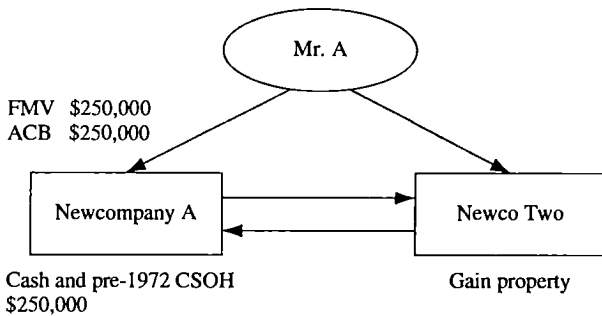 Mr. A
FMV $250,000
ACB $250,000
Newcompany A
Newco Two
Cash and pre-1972 CSOH
$250,000
Gain property